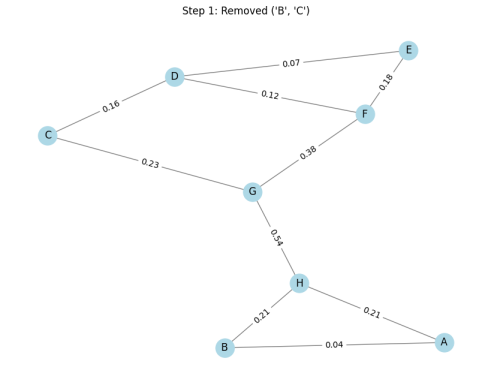 Step 1: Removed ('B', 'C')
E
0.07
D
0.18
0.12
0.16
F
C
0.38
0.23
G
0.54
H
0.21
0.21
A
0.04
B